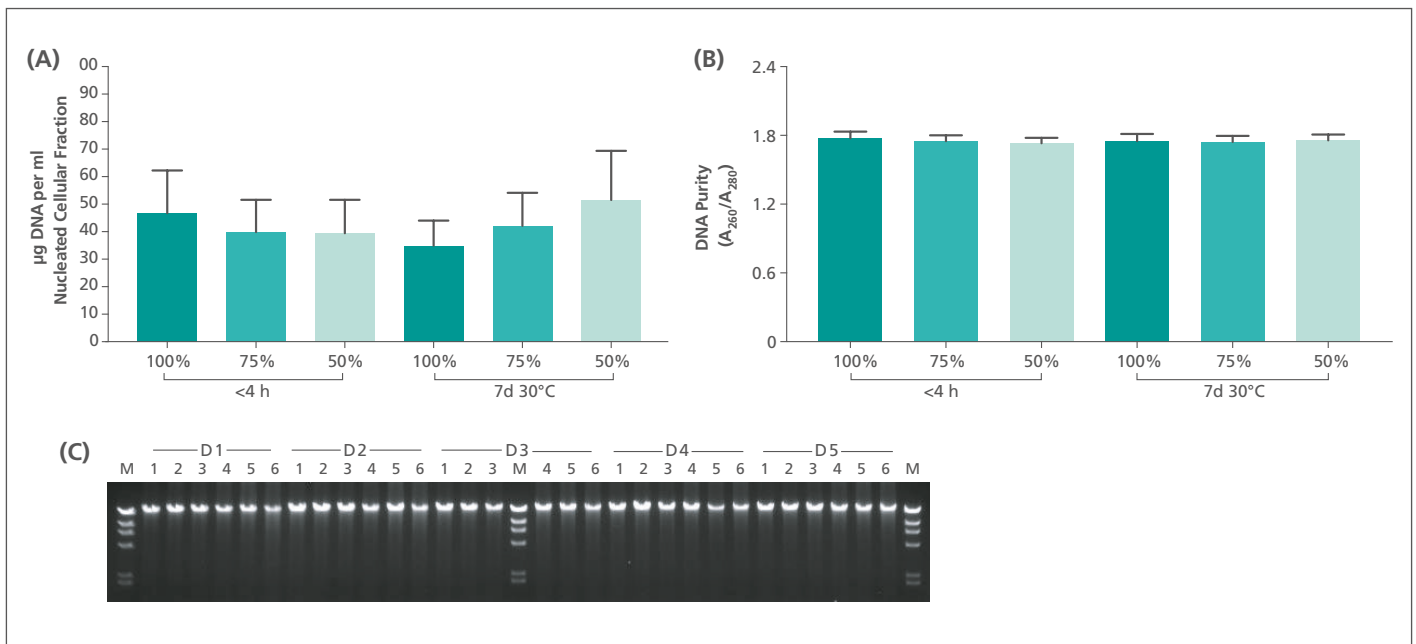 (A)
µg DNA per ml
Nucleated Cellular Fraction
00
90
80
70
60
50
40
30
20
10
0
100% 75% 50% 100% 75% 50%
<4 h 7d 30°C
(B)
DNA Purity
(A260/A280)
2.4
1.8
1.2
0.6
0
100% 75% 50% 100% 75% 50%
<4 h 7d 30°C
(C)
D1 D2 D3 D4 D5
M 1 2 3 4 5 6 1 2 3 4 5 6 1 2 3 M 4 5 6 1 2 3 4 5 6 1 2 3 4 5 6 M